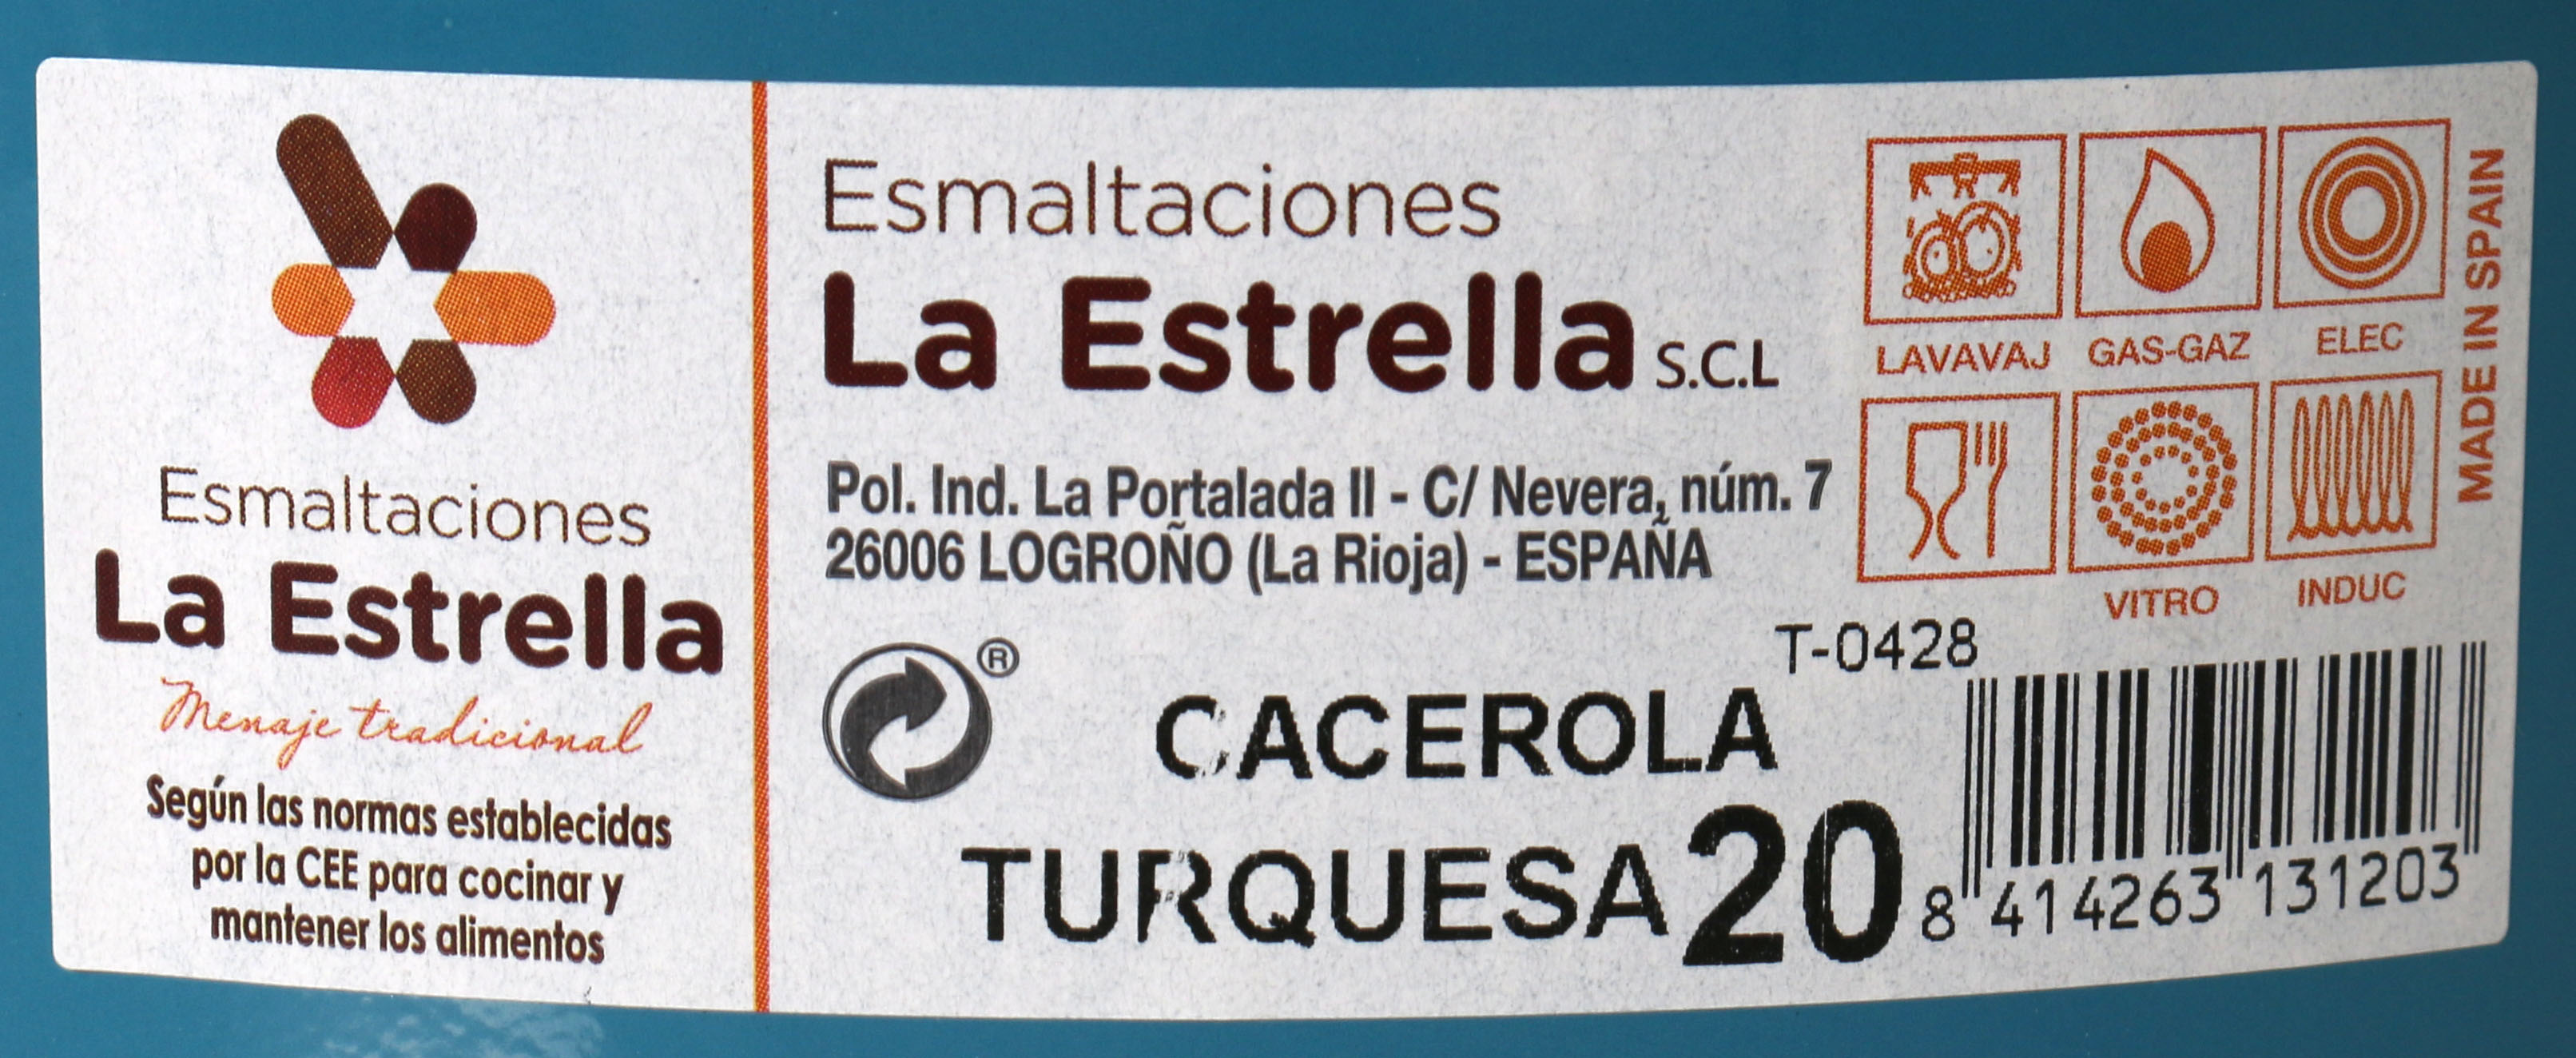 Esmaltaciones
La Estrella
Menaje tradicional
Según las normas establecidas
por la CEE para cocinar y
mantener los alimentos
Esmaltaciones
La Estrella S.C.L
Pol. Ind. La Portalada II - C/ Nevera, núm. 7
26006 LOGROÑO (La Rioja) - ESPAÑA
®
CACEROLA
TURQUESA 20
LAVAVAJ GAS-GAZ ELEC
VITRO INDUC
MADE IN SPAIN
T-0428
8 414263 131203